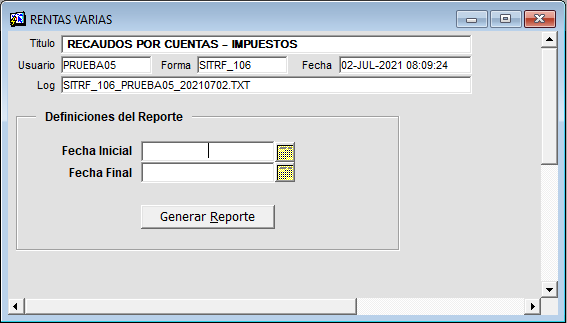 RENTAS VARIAS
Titulo RECAUDOS POR CUENTAS – IMPUESTOS
Usuario PRUEBA05 Forma SITRF_106 Fecha 02-JUL-2021 08:09:24
Log SITRF_106_PRUEBA05_20210702.TXT
Definiciones del Reporte
Fecha Inicial
Fecha Final
Generar Reporte